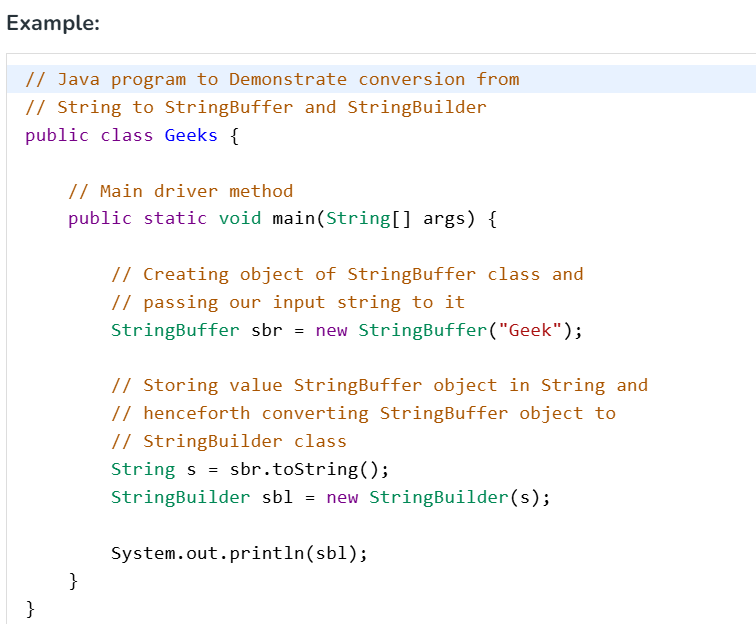 Example:
// Java program to Demonstrate conversion from
// String to StringBuffer and StringBuilder
public class Geeks {
// Main driver method
public static void main(String[] args) {
// Creating object of StringBuffer class and
// passing our input string to it
StringBuffer sbr = new StringBuffer("Geek");
// Storing value StringBuffer object in String and
// henceforth converting StringBuffer object to
// StringBuilder class
String s = sbr.toString();
StringBuilder sbl = new StringBuilder(s);
System.out.println(sbl);
}
}